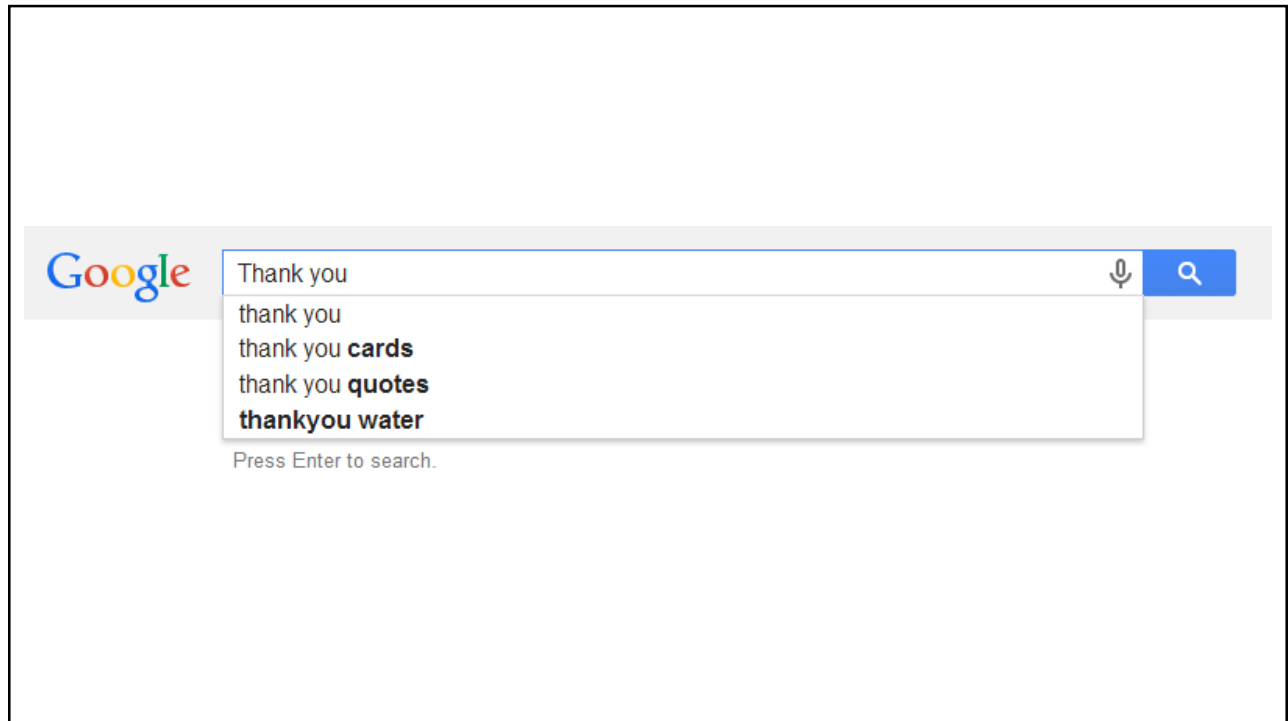 Google Thank you
thank you
thank you cards
thank you quotes
thankyou water
Press Enter to search.